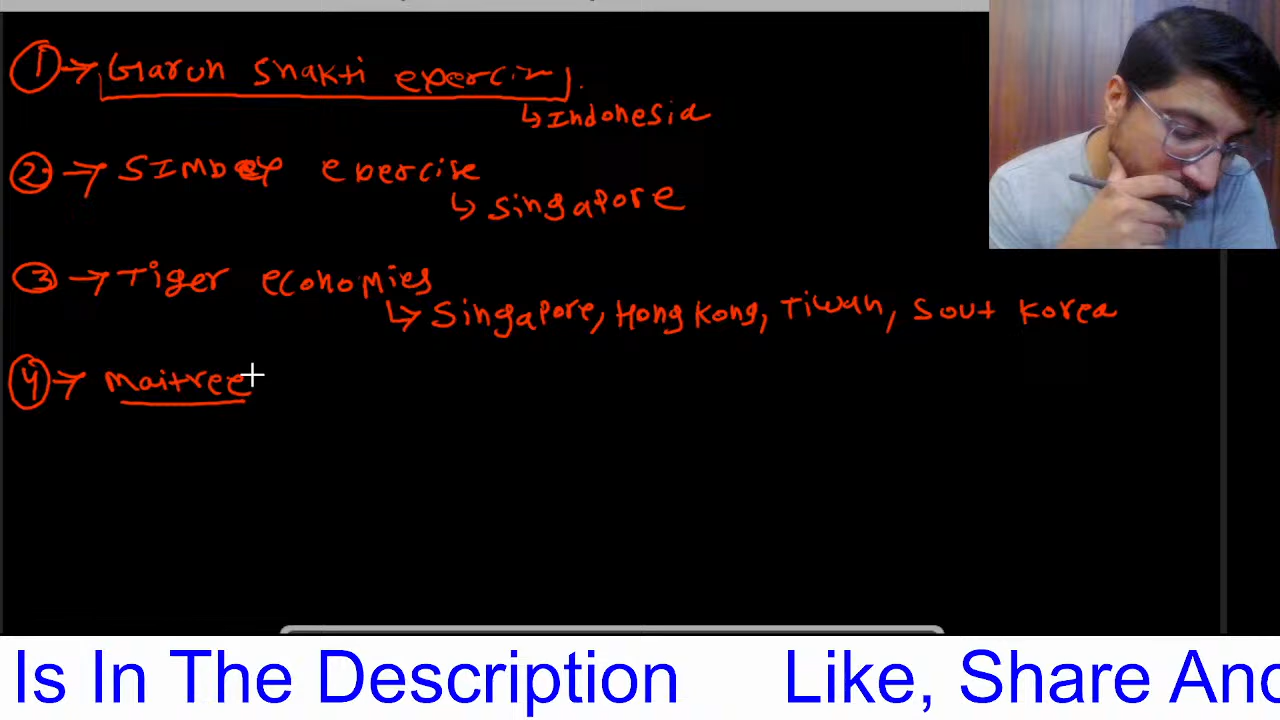 1 → Garun Shakti exercise
↳ Indonesia
2 → SIMBEX exercise
↳ Singapore
3 → Tiger economies
↳ Singapore, Hong Kong, Tiwan, Sout Korea
4 → Maitree
Is In The Description Like, Share And